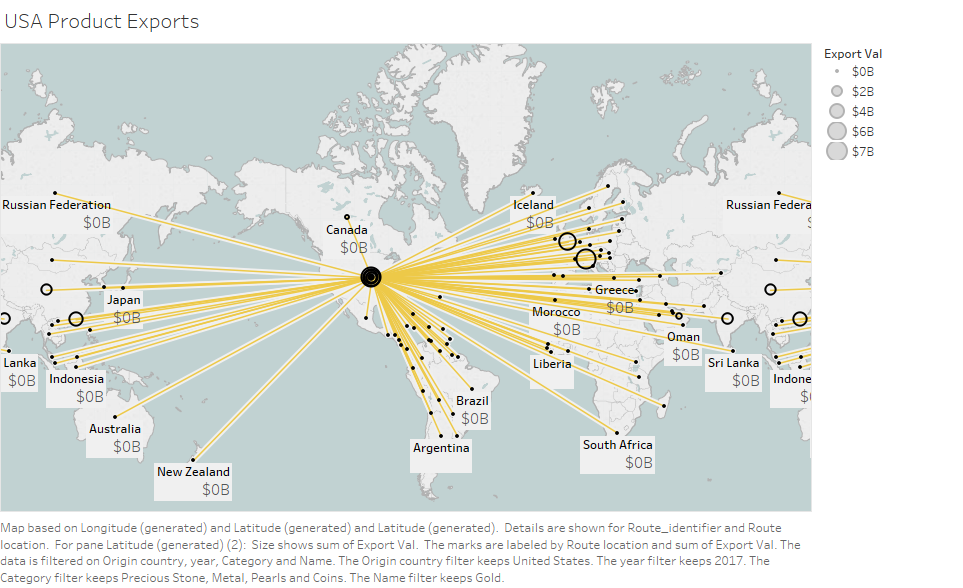 USA Product Exports
Export Val
$0B
$2B
$4B
$6B
$7B
Russian Federation
$0B
Iceland
$0B
Russian Federa
Canada
$0B
Japan
$0B
Greece
$0B
Morocco
$0B
Oman
$0B
Lanka
$0B
Indonesia
$0B
Liberia
Sri Lanka
$0B
Indone
Brazil
$0B
Australia
$0B
Argentina
South Africa
$0B
New Zealand
$0B
Map based on Longitude (generated) and Latitude (generated) and Latitude (generated).  Details are shown for Route_identifier and Route
location.  For pane Latitude (generated) (2):  Size shows sum of Export Val.  The marks are labeled by Route location and sum of Export Val. The
data is filtered on Origin country, year, Category and Name. The Origin country filter keeps United States. The year filter keeps 2017. The
Category filter keeps Precious Stone, Metal, Pearls and Coins. The Name filter keeps Gold.